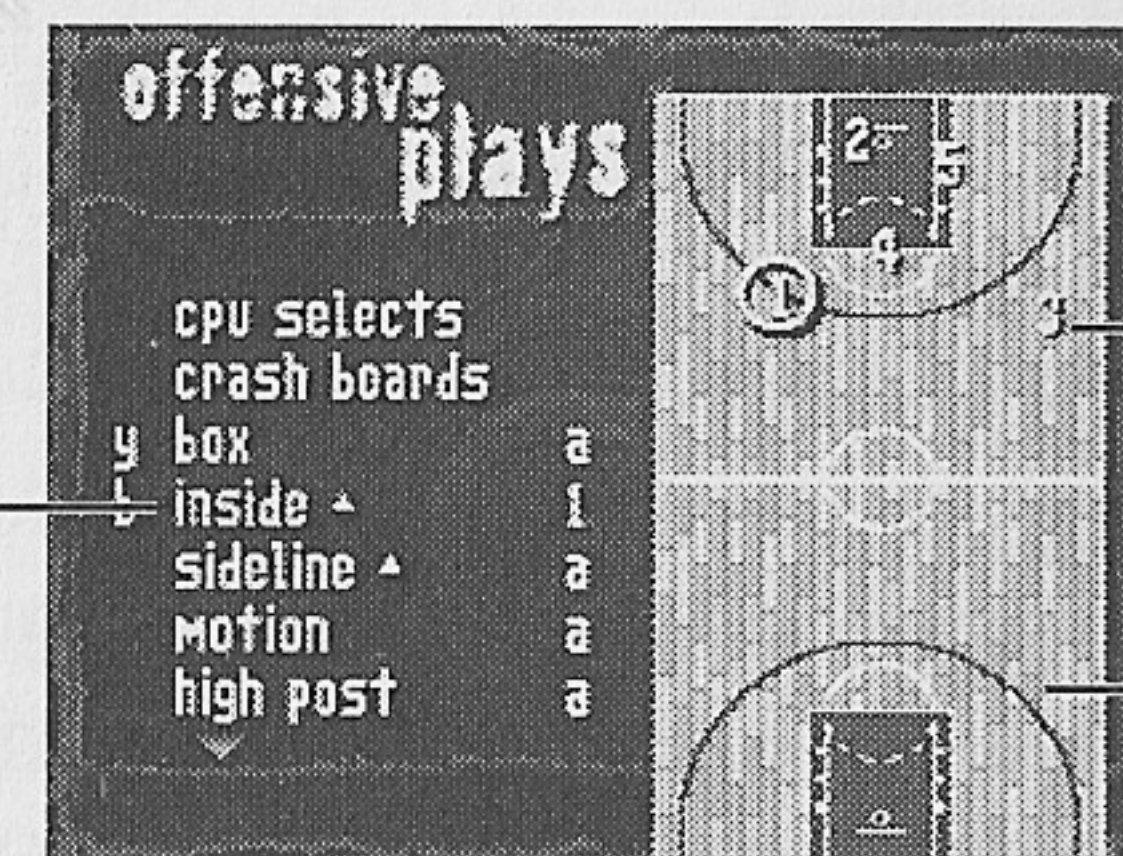 offensive
plays
cpu selects
crash boards
y box a
b inside ▲ 1
sideline ▲ a
motion a
high post a
2
5
4
1
3